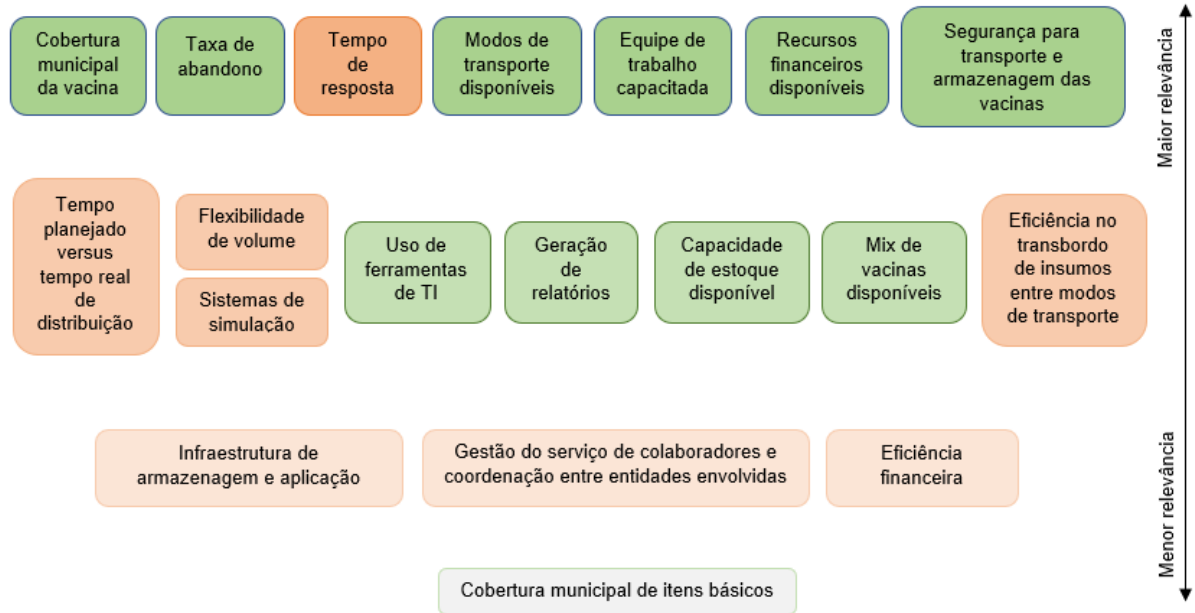 Cobertura
municipal
da vacina
Taxa de
abandono
Tempo
de
resposta
Modos de
transporte
disponíveis
Equipe de
trabalho
capacitada
Recursos
financeiros
disponíveis
Segurança para
transporte e
armazenagem das
vacinas
Maior relevância
Tempo
planejado
versus
tempo real
de
distribuição
Flexibilidade
de volume
Sistemas de
simulação
Uso de
ferramentas
de TI
Geração
de
relatórios
Capacidade
de estoque
disponível
Mix de
vacinas
disponíveis
Eficiência no
transbordo
de insumos
entre modos
de transporte
Infraestrutura de
armazenagem e aplicação
Gestão do serviço de colaboradores e
coordenação entre entidades envolvidas
Eficiência
financeira
Menor relevância
Cobertura municipal de itens básicos